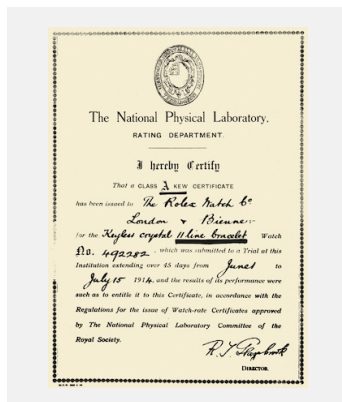 The National Physical Laboratory.
RATING DEPARTMENT.
I hereby Certify
That a CLASS A KEW CERTIFICATE
has been issued to The Rolex Watch Co
London & Bienne
for the Keyless crystal 11 line bracelet Watch
No. 492282, which was submitted to a Trial at this
Institution extending over 45 days from June 1 to
July 15 1914, and the results of its performance were
such as to entitle it to this Certificate, in accordance with the
Regulations for the issue of Watch-rate Certificates approved
by The National Physical Laboratory Committee of the
Royal Society.
R. T. Glazebrook
DIRECTOR.